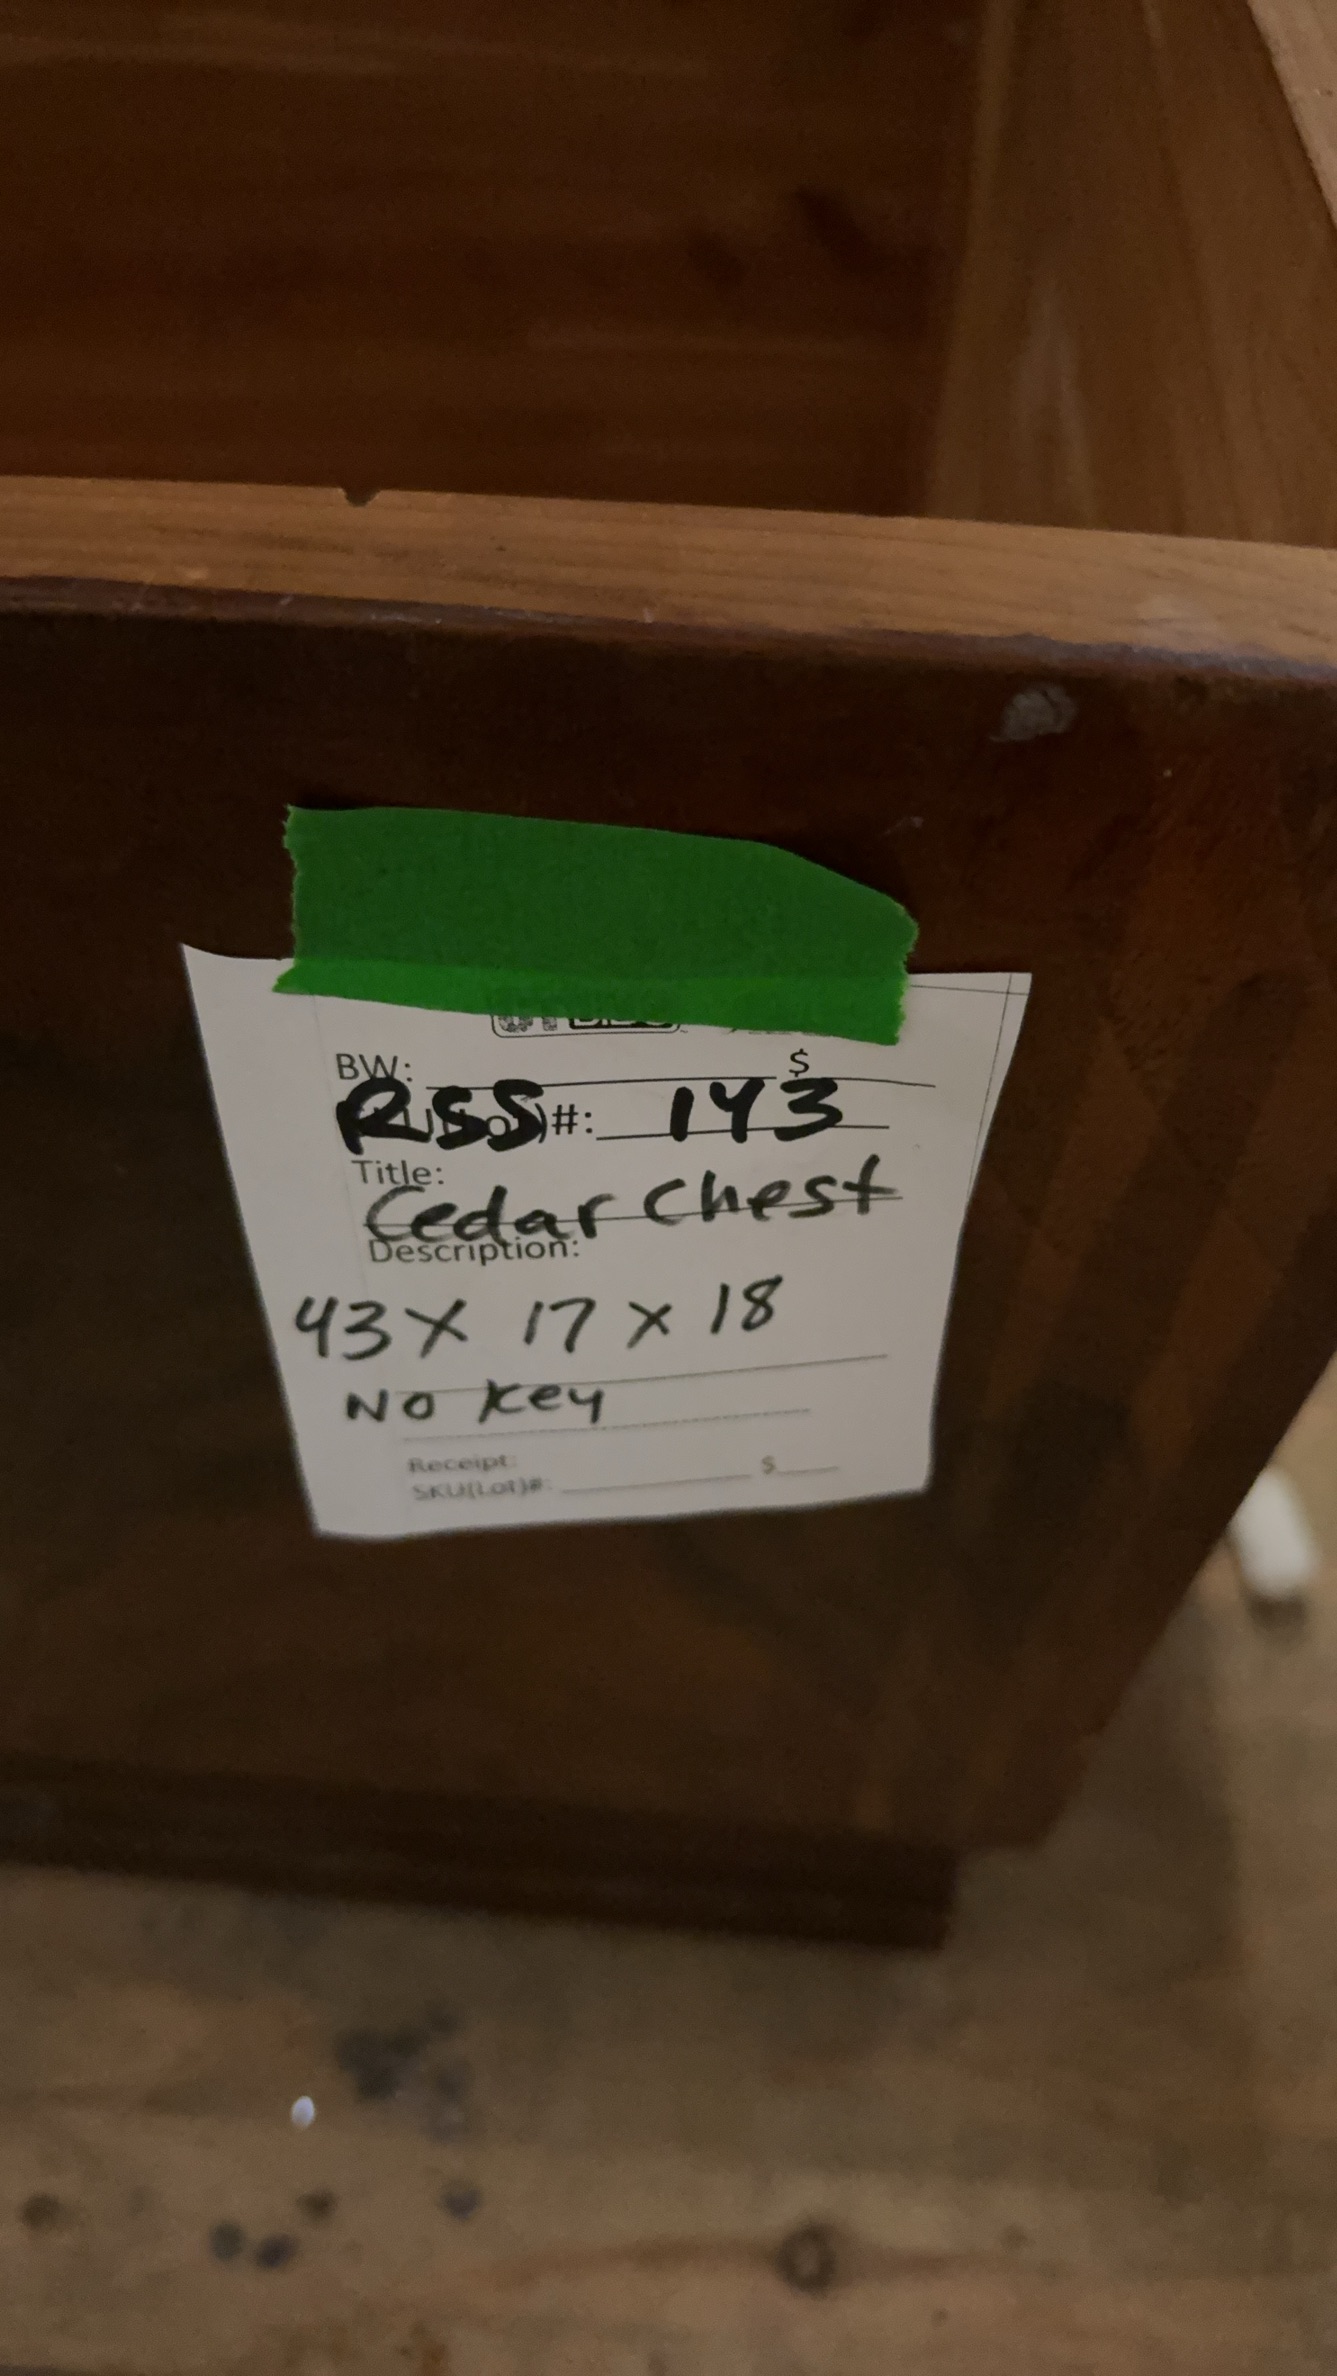 BW: $
RSS #: 143
Title:
Cedar Chest
Description:
43 X 17 X 18
No Key
Receipt:
SKU(Lot)#: $